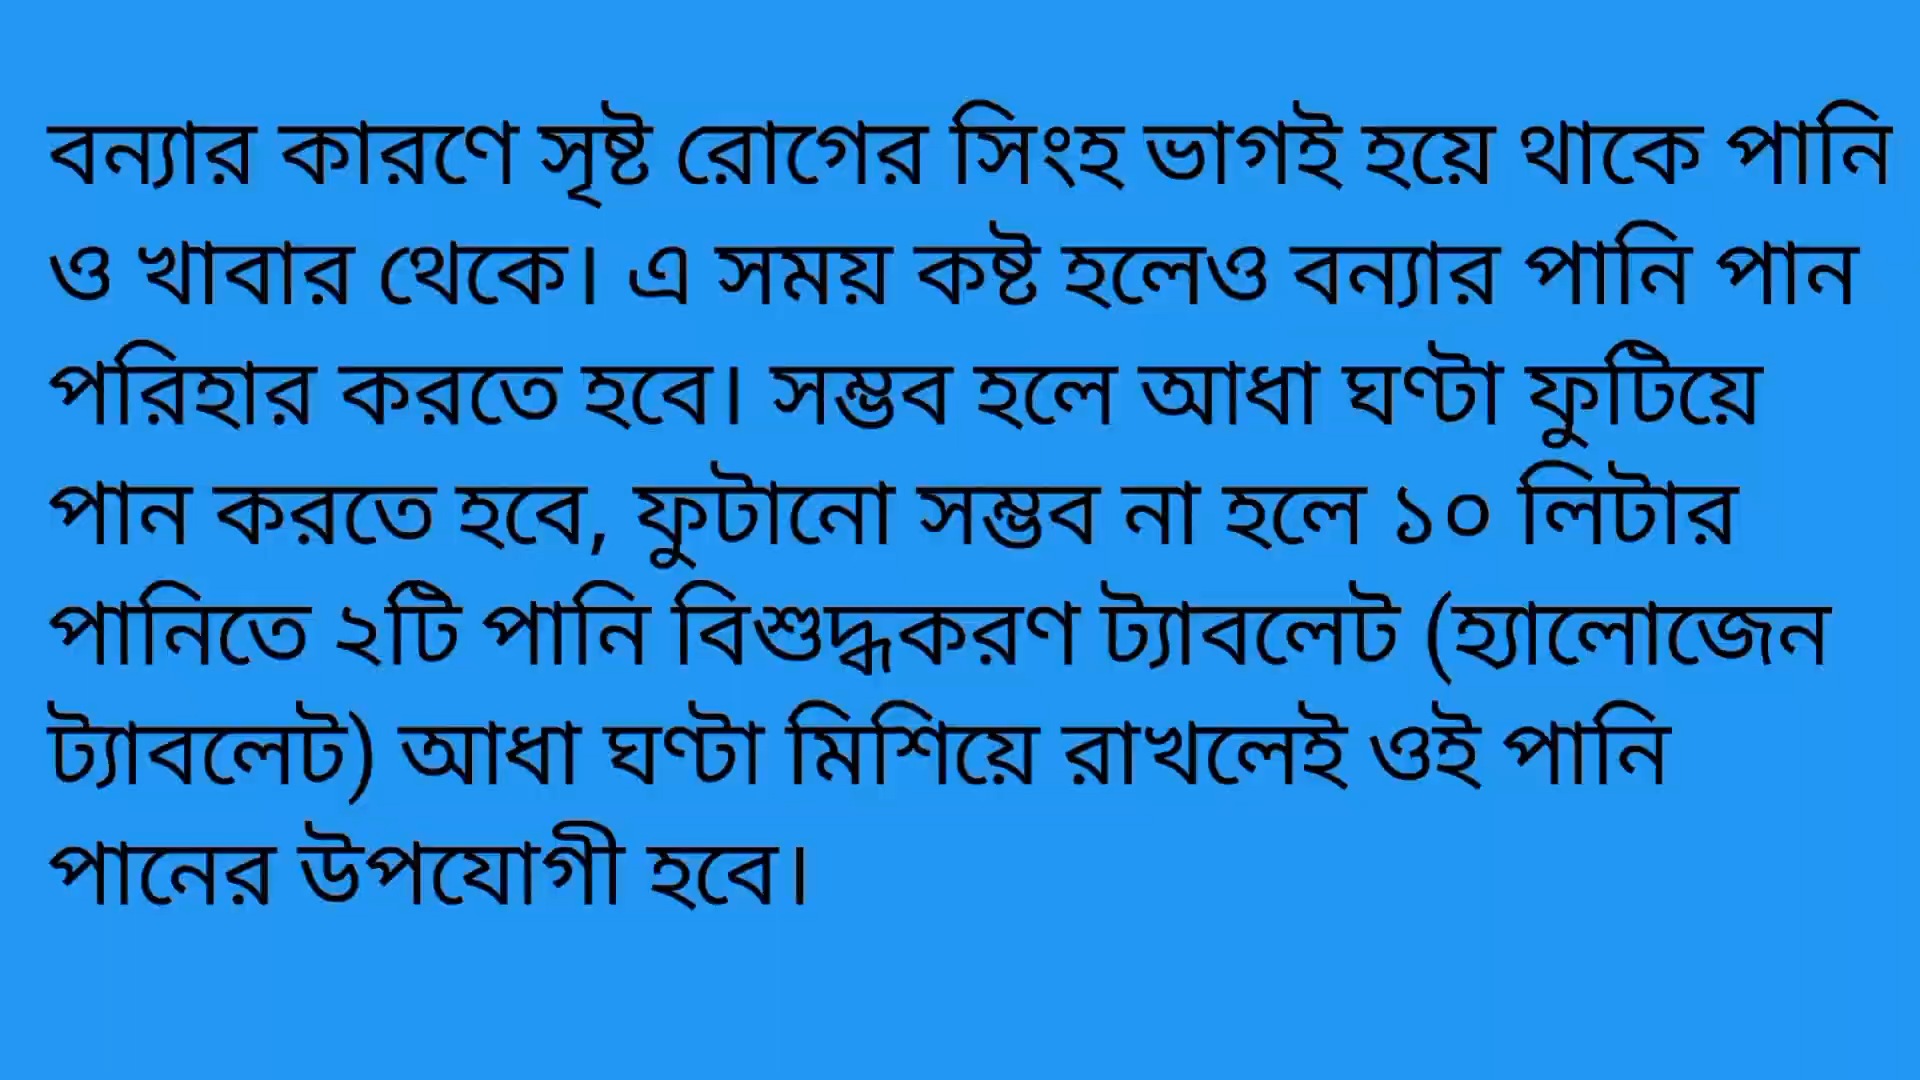 বন্যার কারণে সৃষ্ট রোগের সিংহ ভাগই হয়ে থাকে পানি
ও খাবার থেকে। এ সময় কষ্ট হলেও বন্যার পানি পান
পরিহার করতে হবে। সম্ভব হলে আধা ঘণ্টা ফুটিয়ে
পান করতে হবে, ফুটানো সম্ভব না হলে ১০ লিটার
পানিতে ২টি পানি বিশুদ্ধকরণ ট্যাবলেট (হ্যালোজেন
ট্যাবলেট) আধা ঘণ্টা মিশিয়ে রাখলেই ওই পানি
পানের উপযোগী হবে।